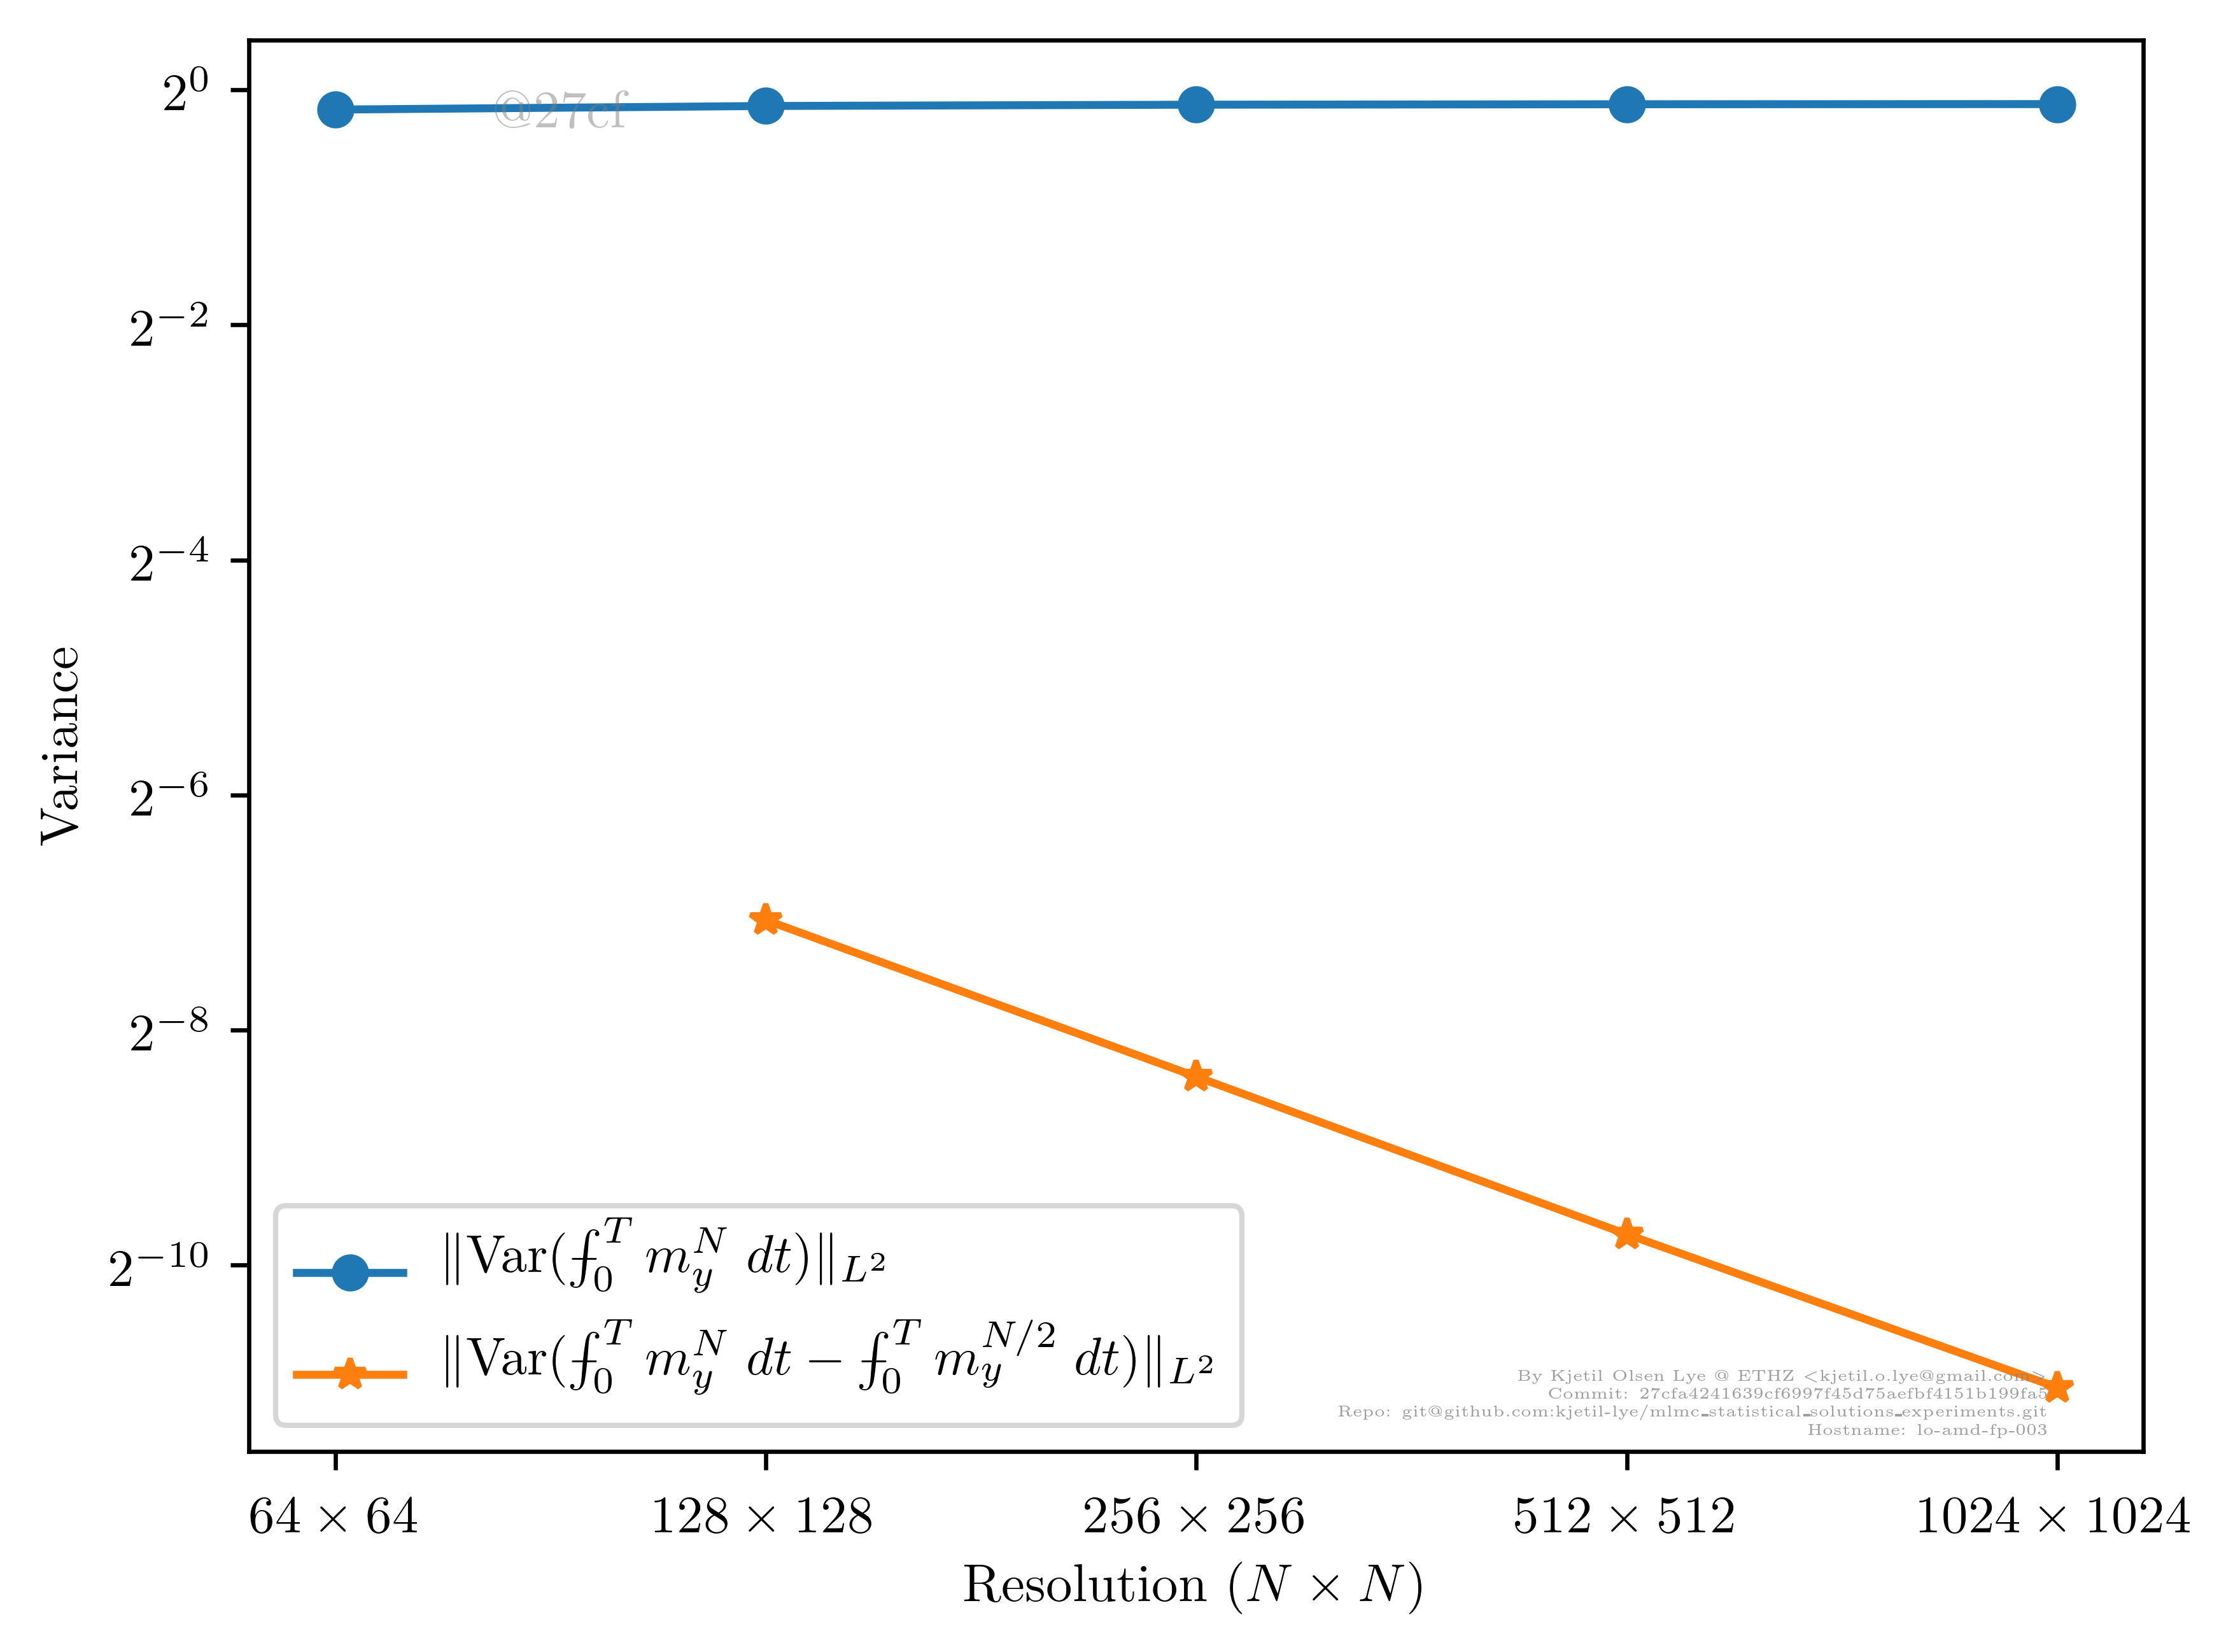 @27cf
2^0
2^{-2}
2^{-4}
2^{-6}
2^{-8}
2^{-10}
Variance
‖Var(⨍_0^T m_y^N dt)‖_{L^2}
‖Var(⨍_0^T m_y^N dt − ⨍_0^T m_y^{N/2} dt)‖_{L^2}
By Kjetil Olsen Lye @ ETHZ <kjetil.o.lye@gmail.com>
Commit: 27cfa4241639cf6997f45d75aefbf4151b199fa5
Repo: git@github.com:kjetil-lye/mlmc_statistical_solutions_experiments.git
Hostname: lo-amd-fp-003
64 × 64 128 × 128 256 × 256 512 × 512 1024 × 1024
Resolution (N × N)